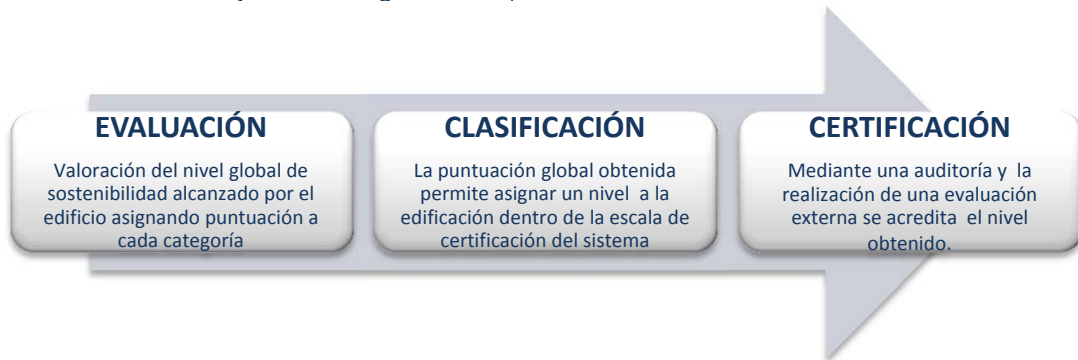 EVALUACIÓN
Valoración del nivel global de
sostenibilidad alcanzado por el
edificio asignando puntuación a
cada categoría
CLASIFICACIÓN
La puntuación global obtenida
permite asignar un nivel a la
edificación dentro de la escala de
certificación del sistema
CERTIFICACIÓN
Mediante una auditoría y la
realización de una evaluación
externa se acredita el nivel
obtenido.